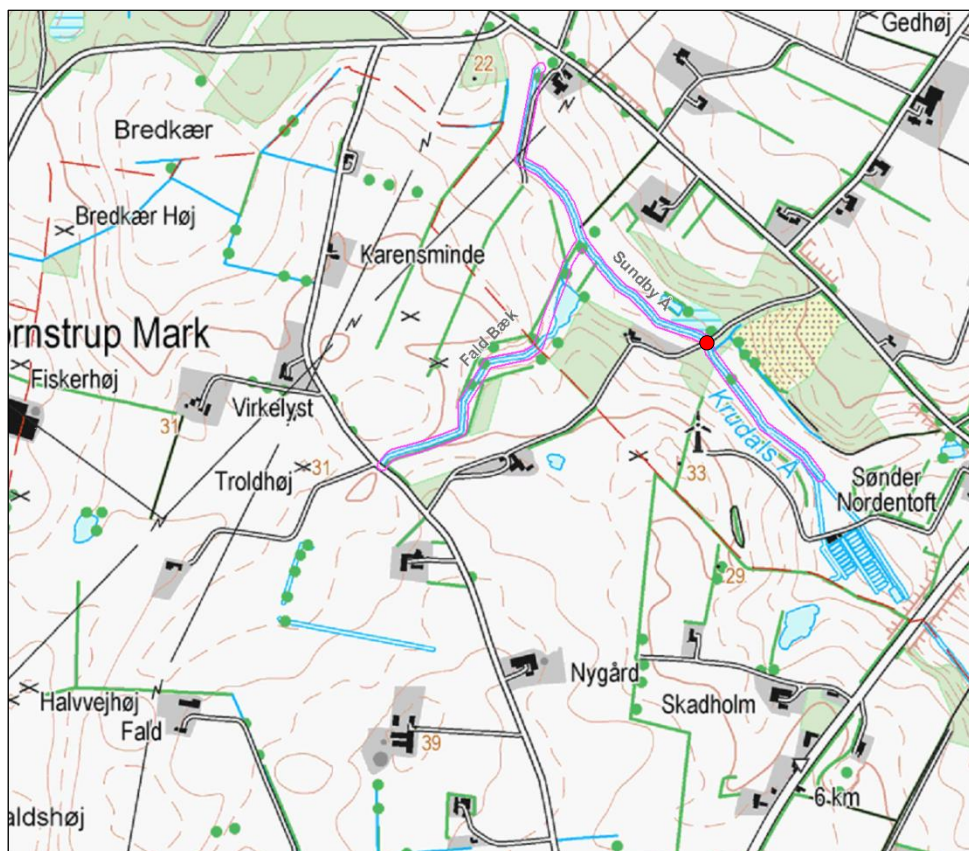 Gedhøj
22
Bredkær
Bredkær Høj
Karensminde
Sundby Å
rnstrup Mark
Fald Bæk
Fiskerhøj
Virkelyst
31
Krudals Å
Troldhøj
31
33
Sønder
Nordentoft
29
Nygård
Halvvejhøj
Skadholm
Fald
39
6 km
aldshøj